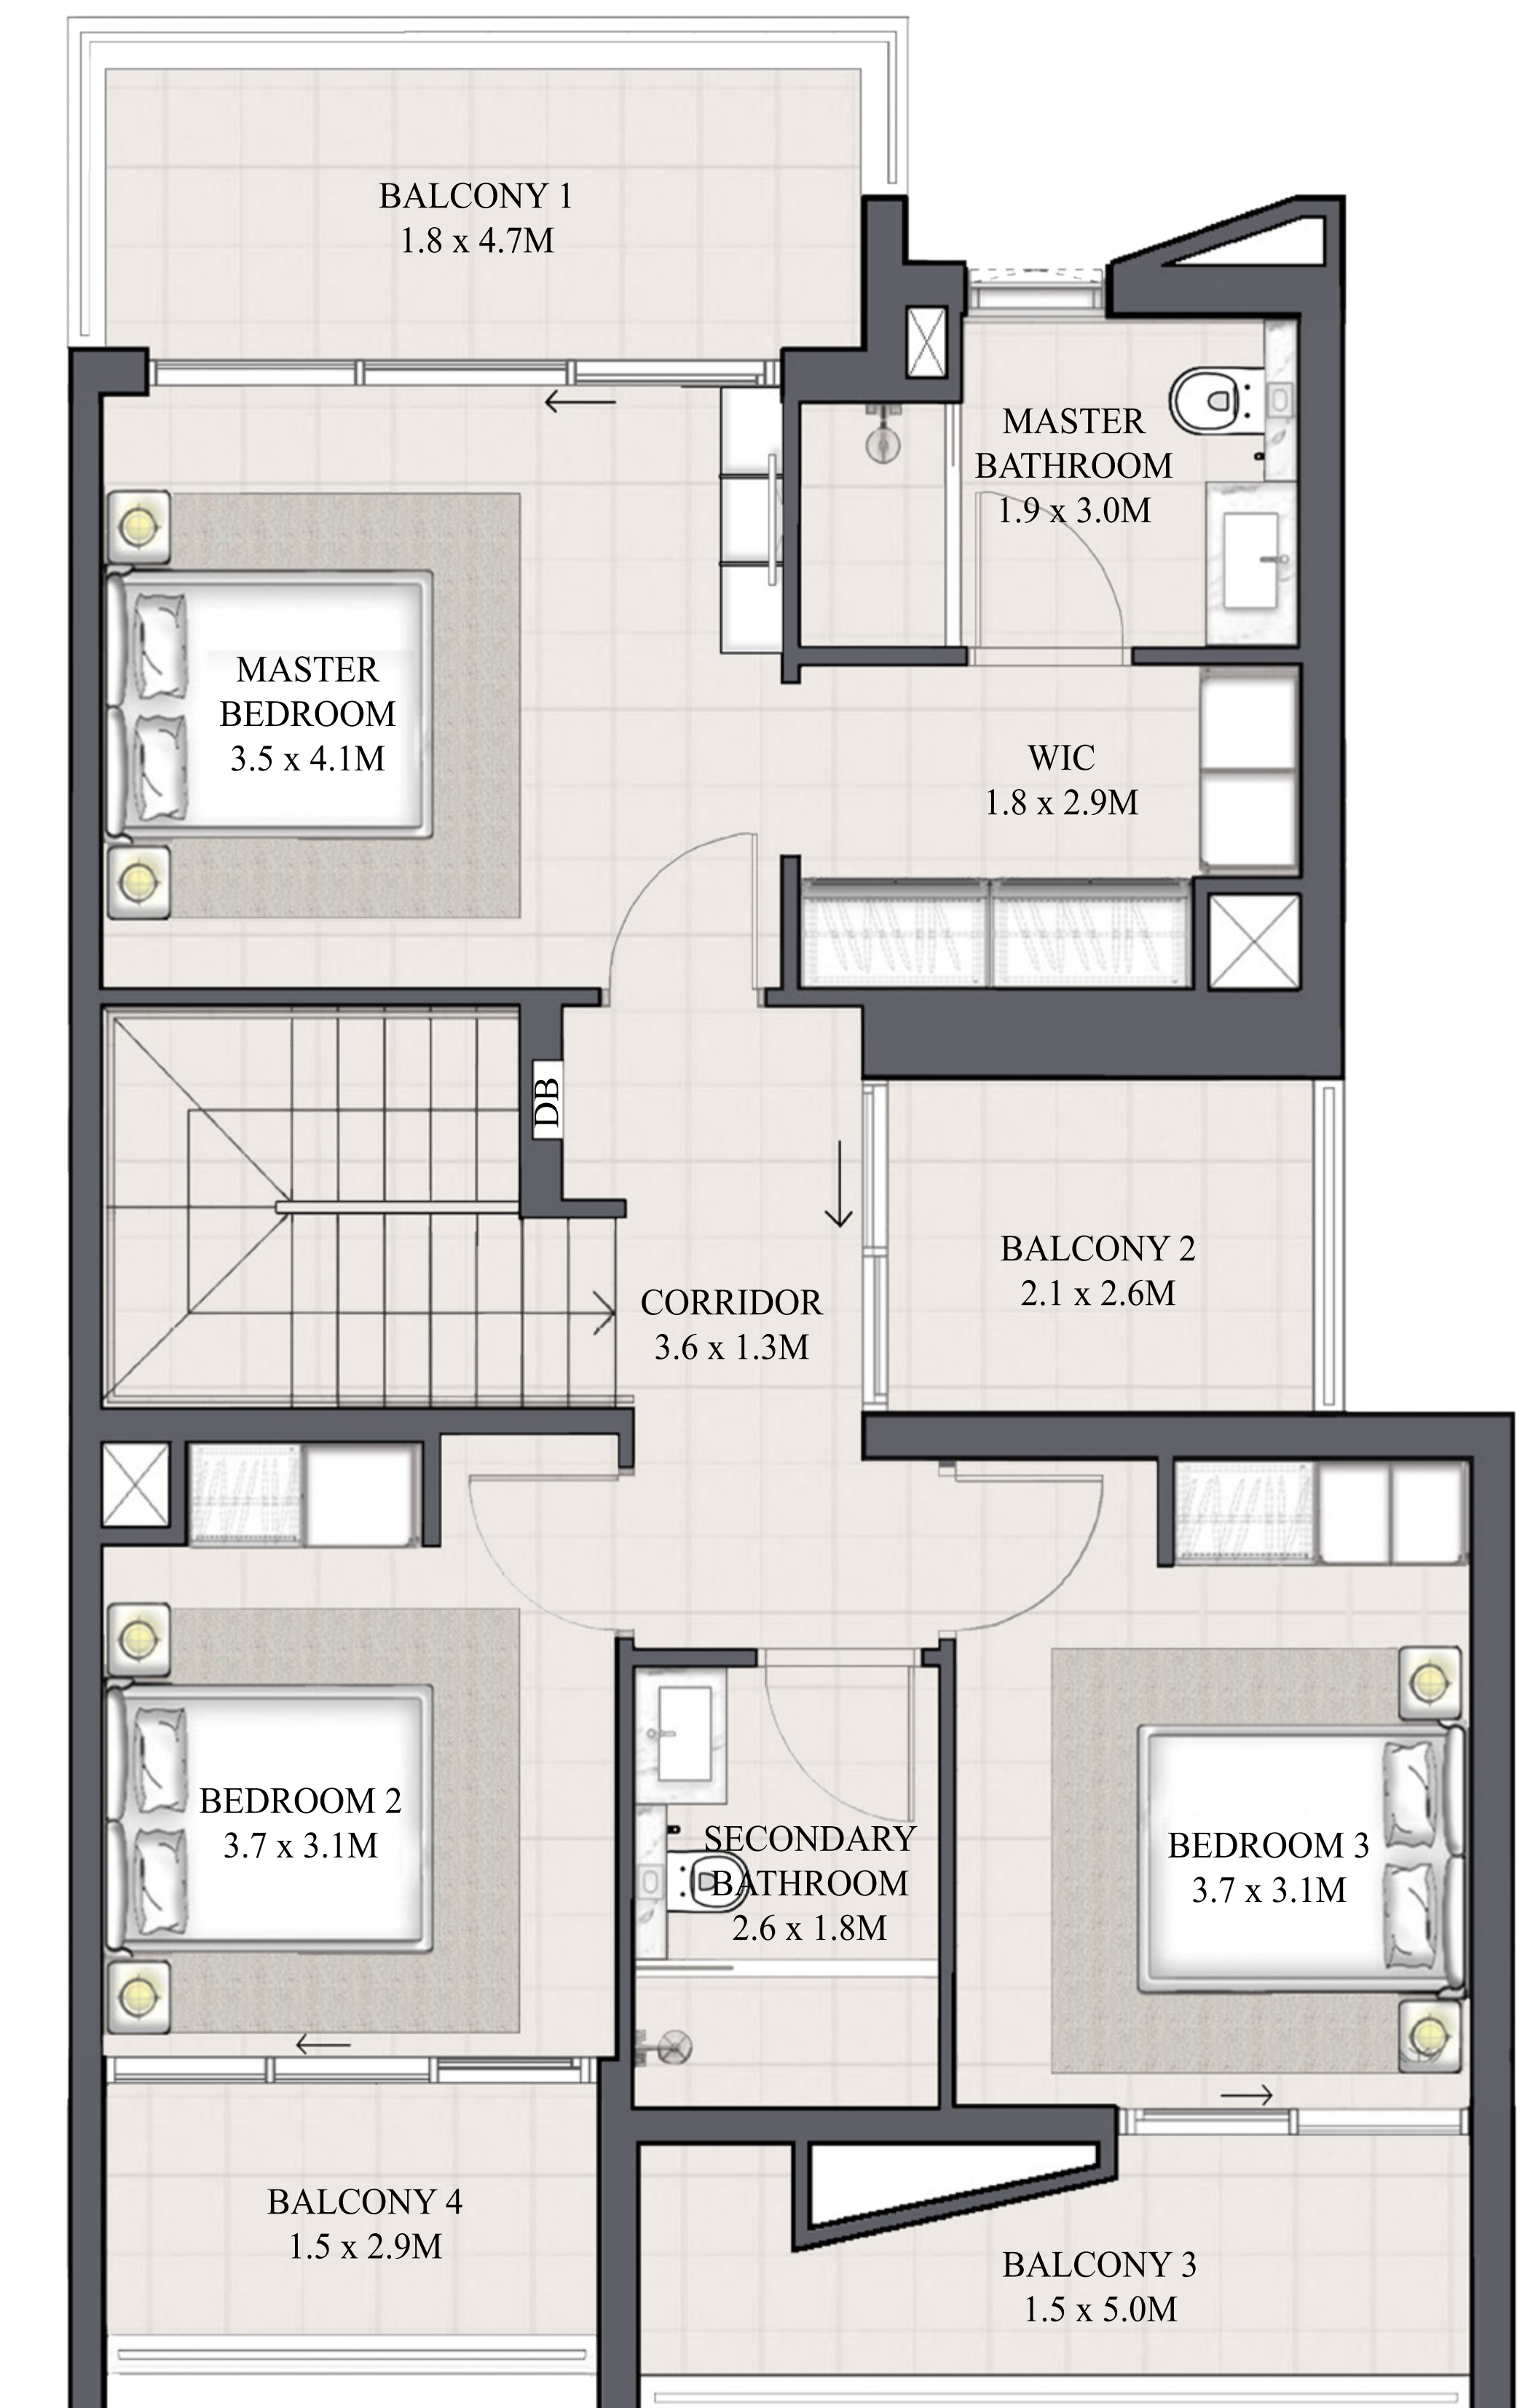 BALCONY 1
1.8 x 4.7M
MASTER
BATHROOM
1.9 x 3.0M
MASTER
BEDROOM
3.5 x 4.1M
WIC
1.8 x 2.9M
DB
BALCONY 2
2.1 x 2.6M
CORRIDOR
3.6 x 1.3M
BEDROOM 2
3.7 x 3.1M
SECONDARY
BATHROOM
2.6 x 1.8M
BEDROOM 3
3.7 x 3.1M
BALCONY 4
1.5 x 2.9M
BALCONY 3
1.5 x 5.0M